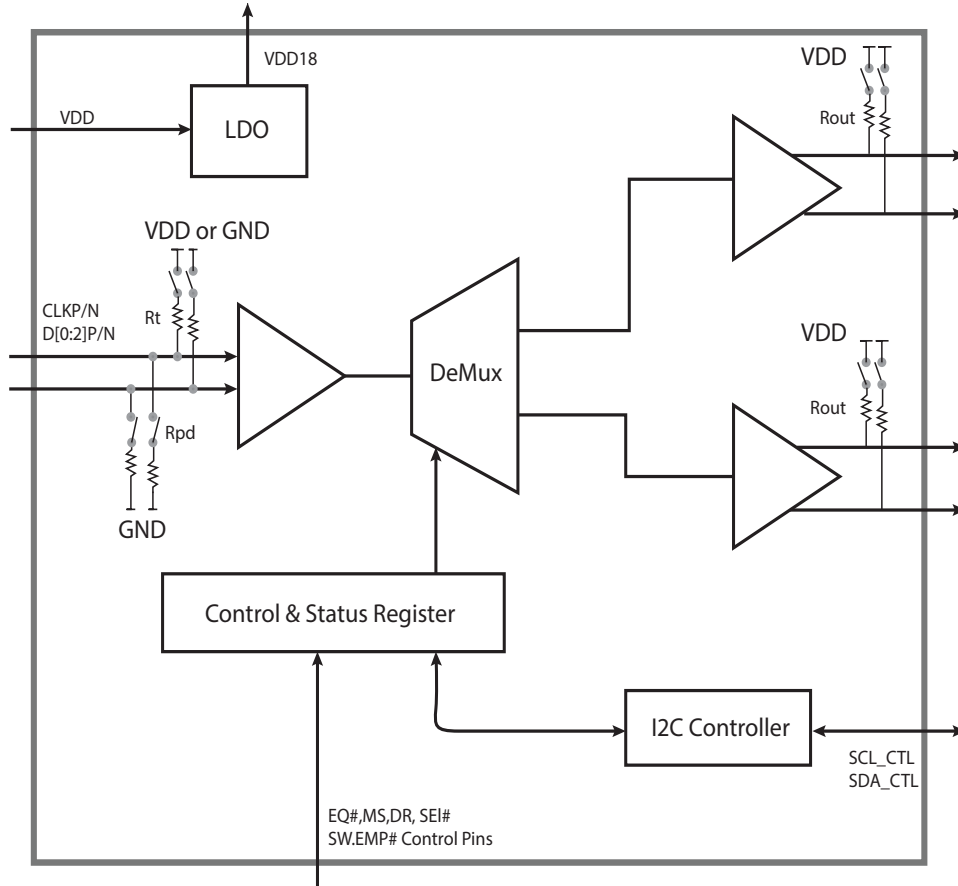 VDD18
VDD
LDO
VDD
Rout
VDD or GND
CLKP/N
D[0:2]P/N
Rt
DeMux
VDD
Rout
Rpd
GND
Control & Status Register
I2C Controller
SCL_CTL
SDA_CTL
EQ#,MS,DR, SEl#
SW.EMP# Control Pins